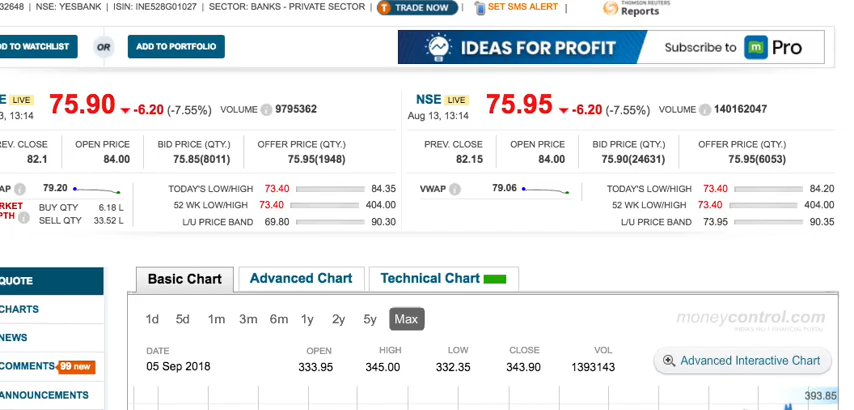 32648 | NSE: YESBANK | ISIN: INE528G01027 | SECTOR: BANKS - PRIVATE SECTOR | T TRADE NOW | SET SMS ALERT | THOMSON REUTERS
Reports
DD TO WATCHLIST OR ADD TO PORTFOLIO IDEAS FOR PROFIT Subscribe to m Pro
E LIVE 75.90 -6.20 (-7.55%) VOLUME i 9795362
3, 13:14
NSE LIVE 75.95 -6.20 (-7.55%) VOLUME i 140162047
Aug 13, 13:14
REV. CLOSE OPEN PRICE BID PRICE (QTY.) OFFER PRICE (QTY.)
82.1 84.00 75.85(8011) 75.95(1948)
PREV. CLOSE OPEN PRICE BID PRICE (QTY.) OFFER PRICE (QTY.)
82.15 84.00 75.90(24631) 75.95(6053)
WAP i 79.20
RKET
PTH i
BUY QTY 6.18 L
SELL QTY 33.52 L
TODAY'S LOW/HIGH 73.40 84.35
52 WK LOW/HIGH 73.40 404.00
L/U PRICE BAND 69.80 90.30
VWAP i 79.06
TODAY'S LOW/HIGH 73.40 84.20
52 WK LOW/HIGH 73.40 404.00
L/U PRICE BAND 73.95 90.35
QUOTE
CHARTS
NEWS
COMMENTS 99 new
ANNOUNCEMENTS
Basic Chart Advanced Chart Technical Chart
1d 5d 1m 3m 6m 1y 2y 5y Max
moneycontrol.com
DATE OPEN HIGH LOW CLOSE VOL
05 Sep 2018 333.95 345.00 332.35 343.90 1393143
Advanced Interactive Chart
393.85